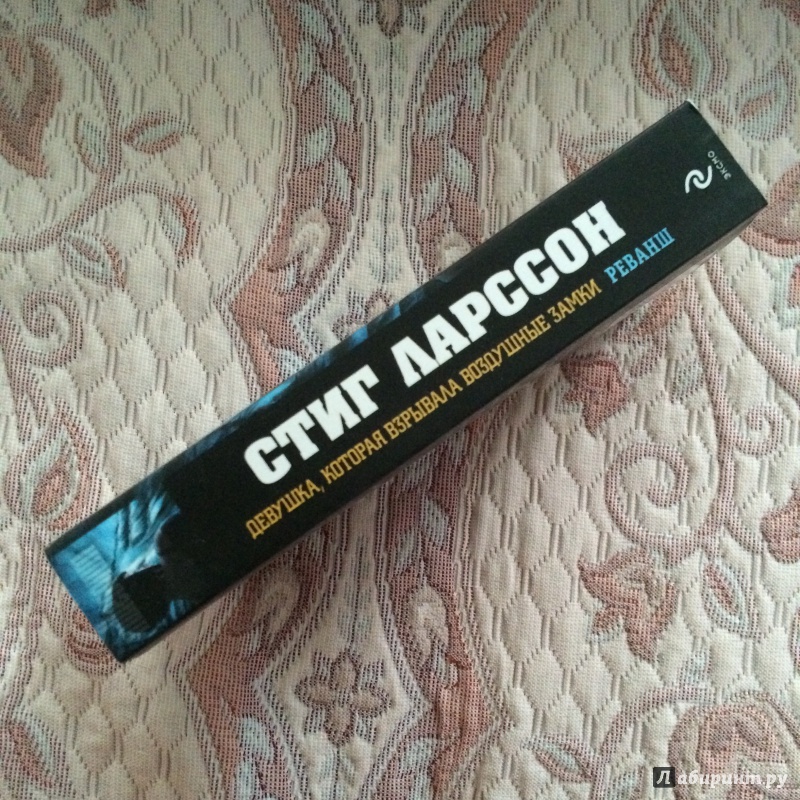 СТИГ ЛАРССОН
ДЕВУШКА, КОТОРАЯ ВЗРЫВАЛА ВОЗДУШНЫЕ ЗАМКИ РЕВАНШ
ЭКСМО
Лабиринт.ру